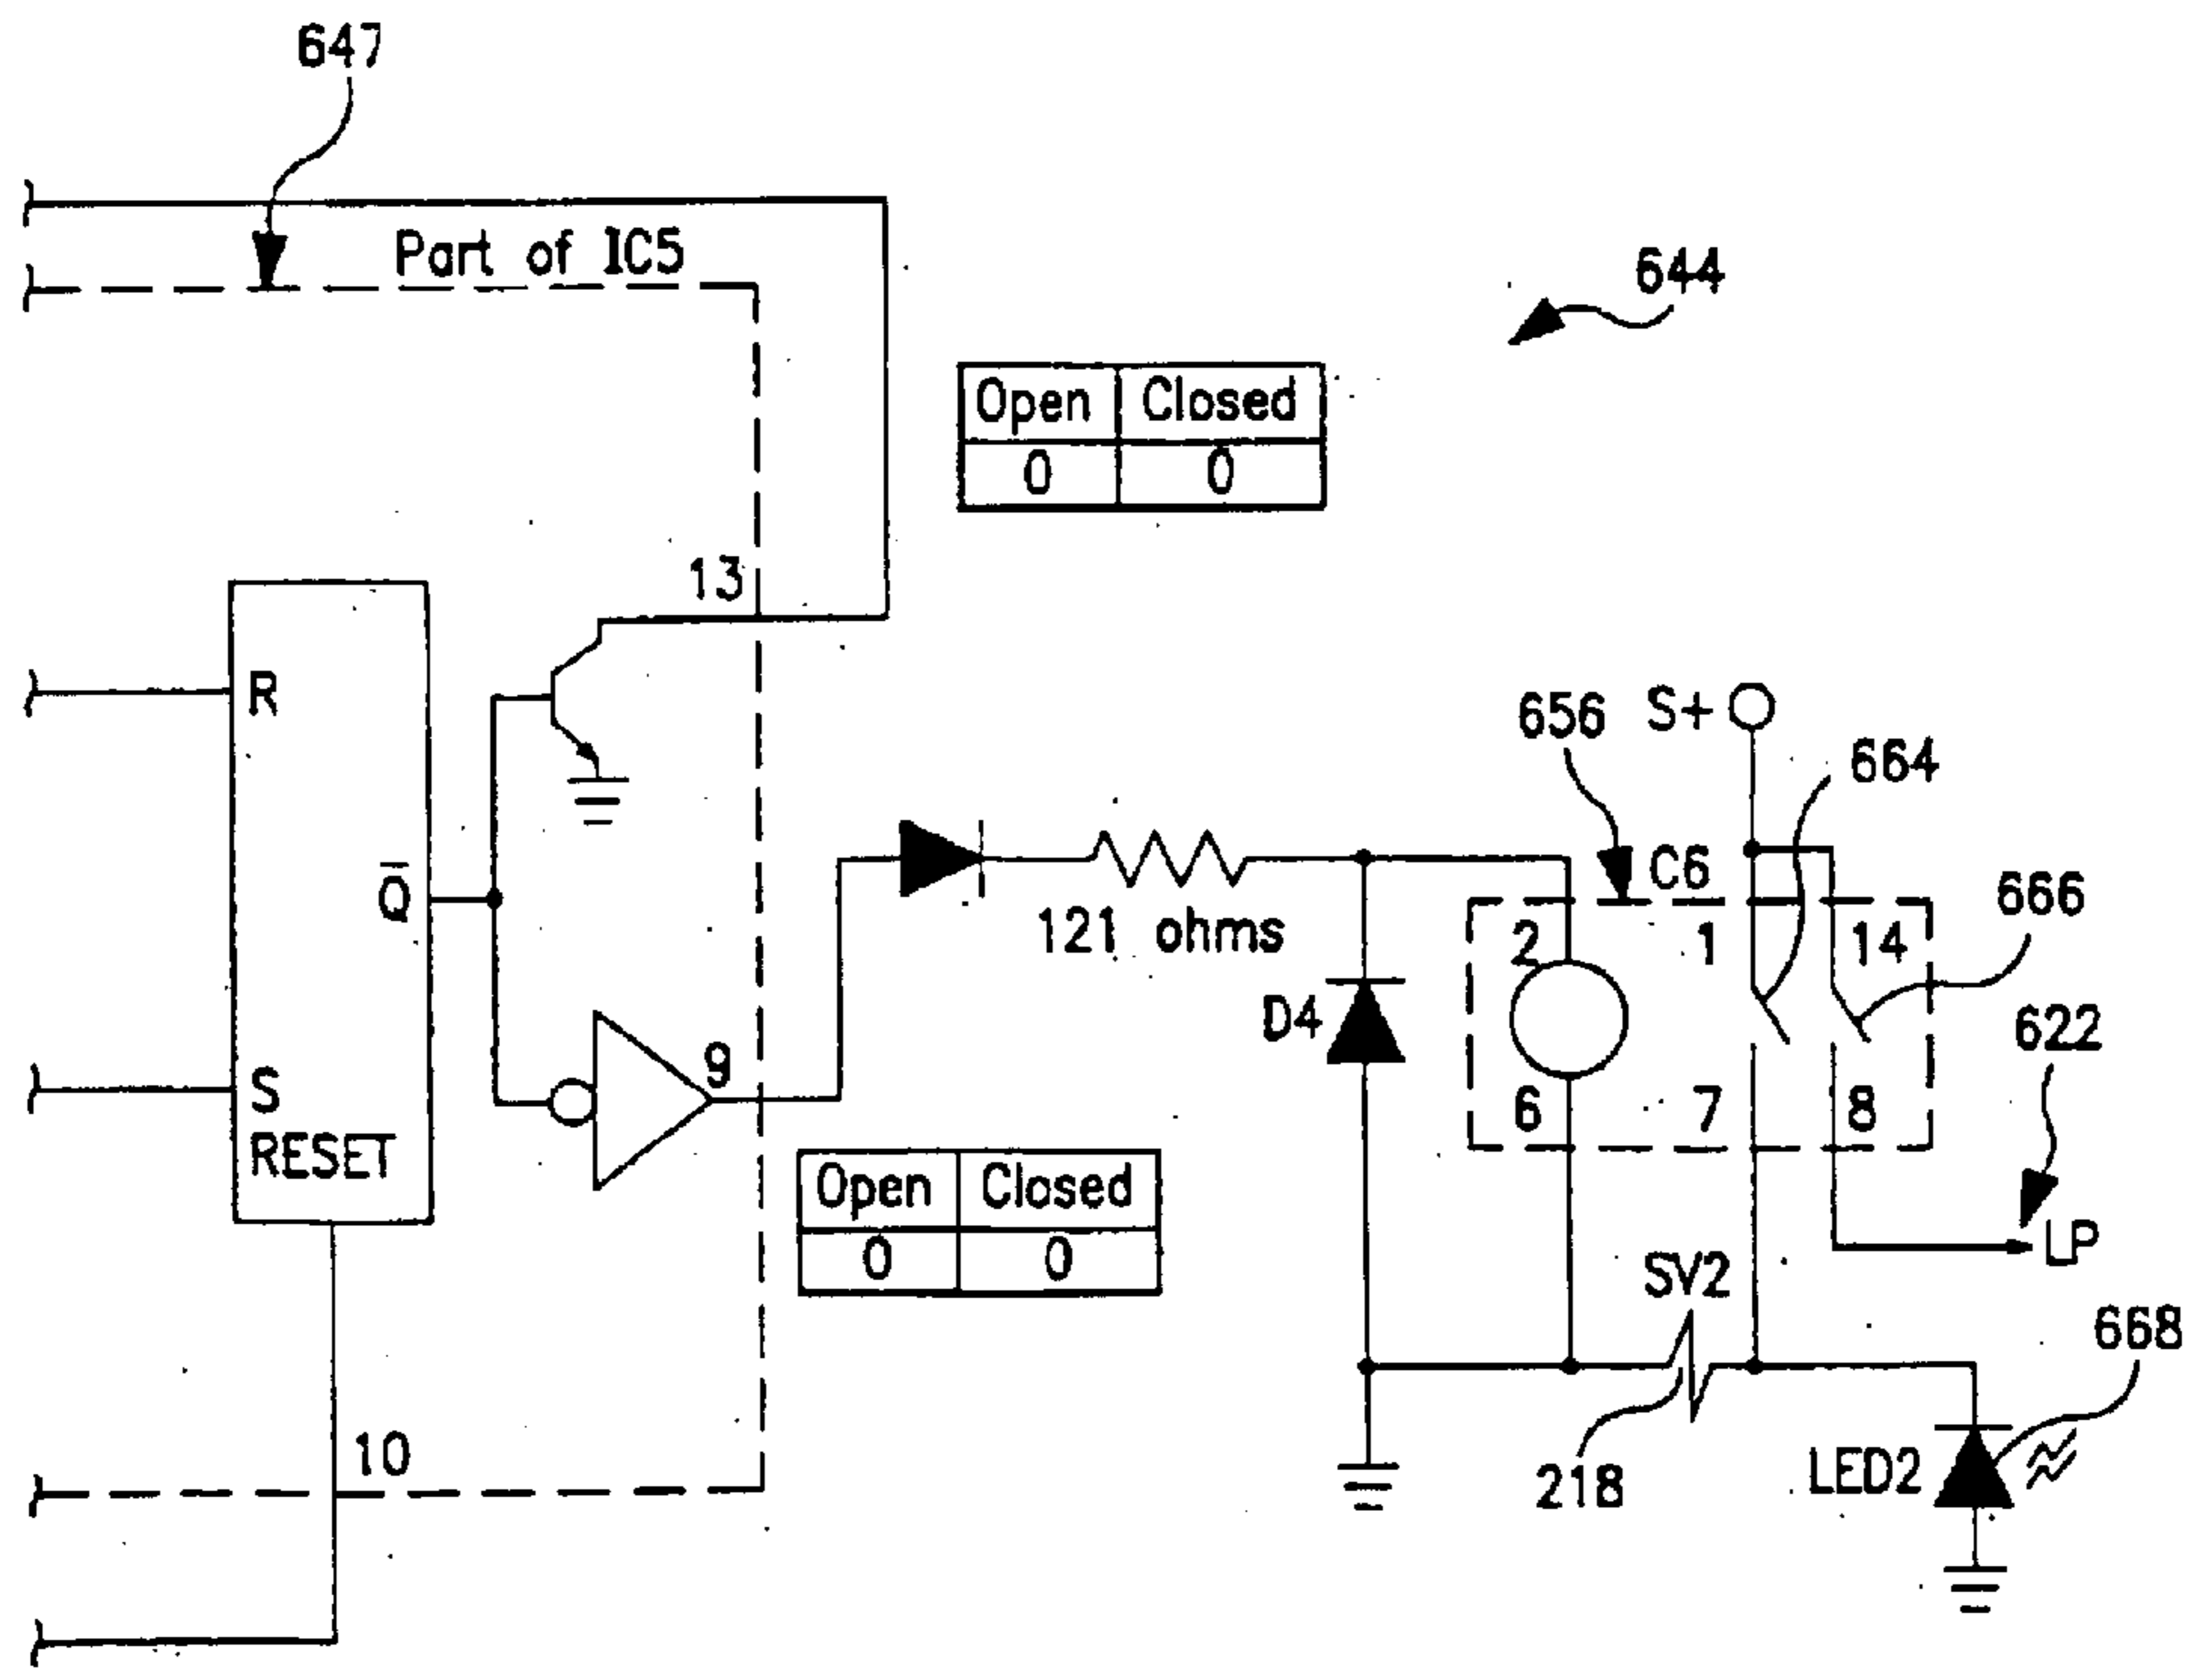 647
Part of IC5
644
Open Closed
0 0
13
R
656 S+
664
Q̅
C6
666
121 ohms
2 1 14
D4
622
9
S
6 7 8
RESET
Open Closed
0 0
LP
SV2
668
10
218
LED2